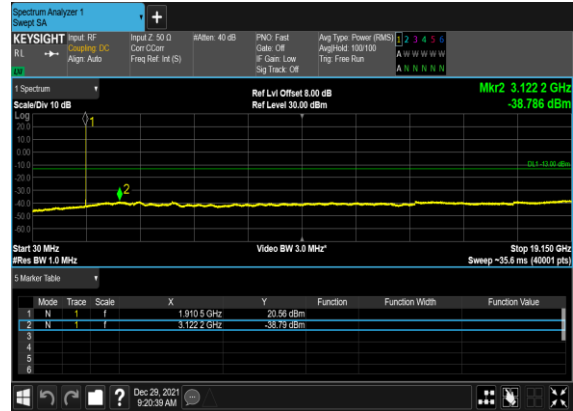 Spectrum Analyzer 1
Swept SA
+
KEYSIGHT Input: RF Input Z: 50 Ω #Atten: 40 dB PNO: Fast Avg Type: Power (RMS) 1 2 3 4 5 6
RL Coupling: DC Corr CCorr Gate: Off Avg|Hold: 100/100 A W W W W W
Align: Auto Freq Ref: Int (S) IF Gain: Low Trig: Free Run
LM Sig Track: Off A N N N N N
1 Spectrum Ref Lvl Offset 8.00 dB Mkr2 3.122 2 GHz
Scale/Div 10 dB Ref Level 30.00 dBm -38.786 dBm
Log
1
20.0
10.0
0.00
-10.0
DL1 -13.00 dBm
-20.0
-30.0
2
-40.0
-50.0
-60.0
Start 30 MHz Video BW 3.0 MHz* Stop 19.150 GHz
#Res BW 1.0 MHz Sweep ~35.6 ms (40001 pts)
5 Marker Table
Mode Trace Scale X Y Function Function Width Function Value
1 N 1 f 1.910 5 GHz 20.56 dBm
2 N 1 f 3.122 2 GHz -38.79 dBm
3
4
5
6
? Dec 29, 2021
9:20:39 AM